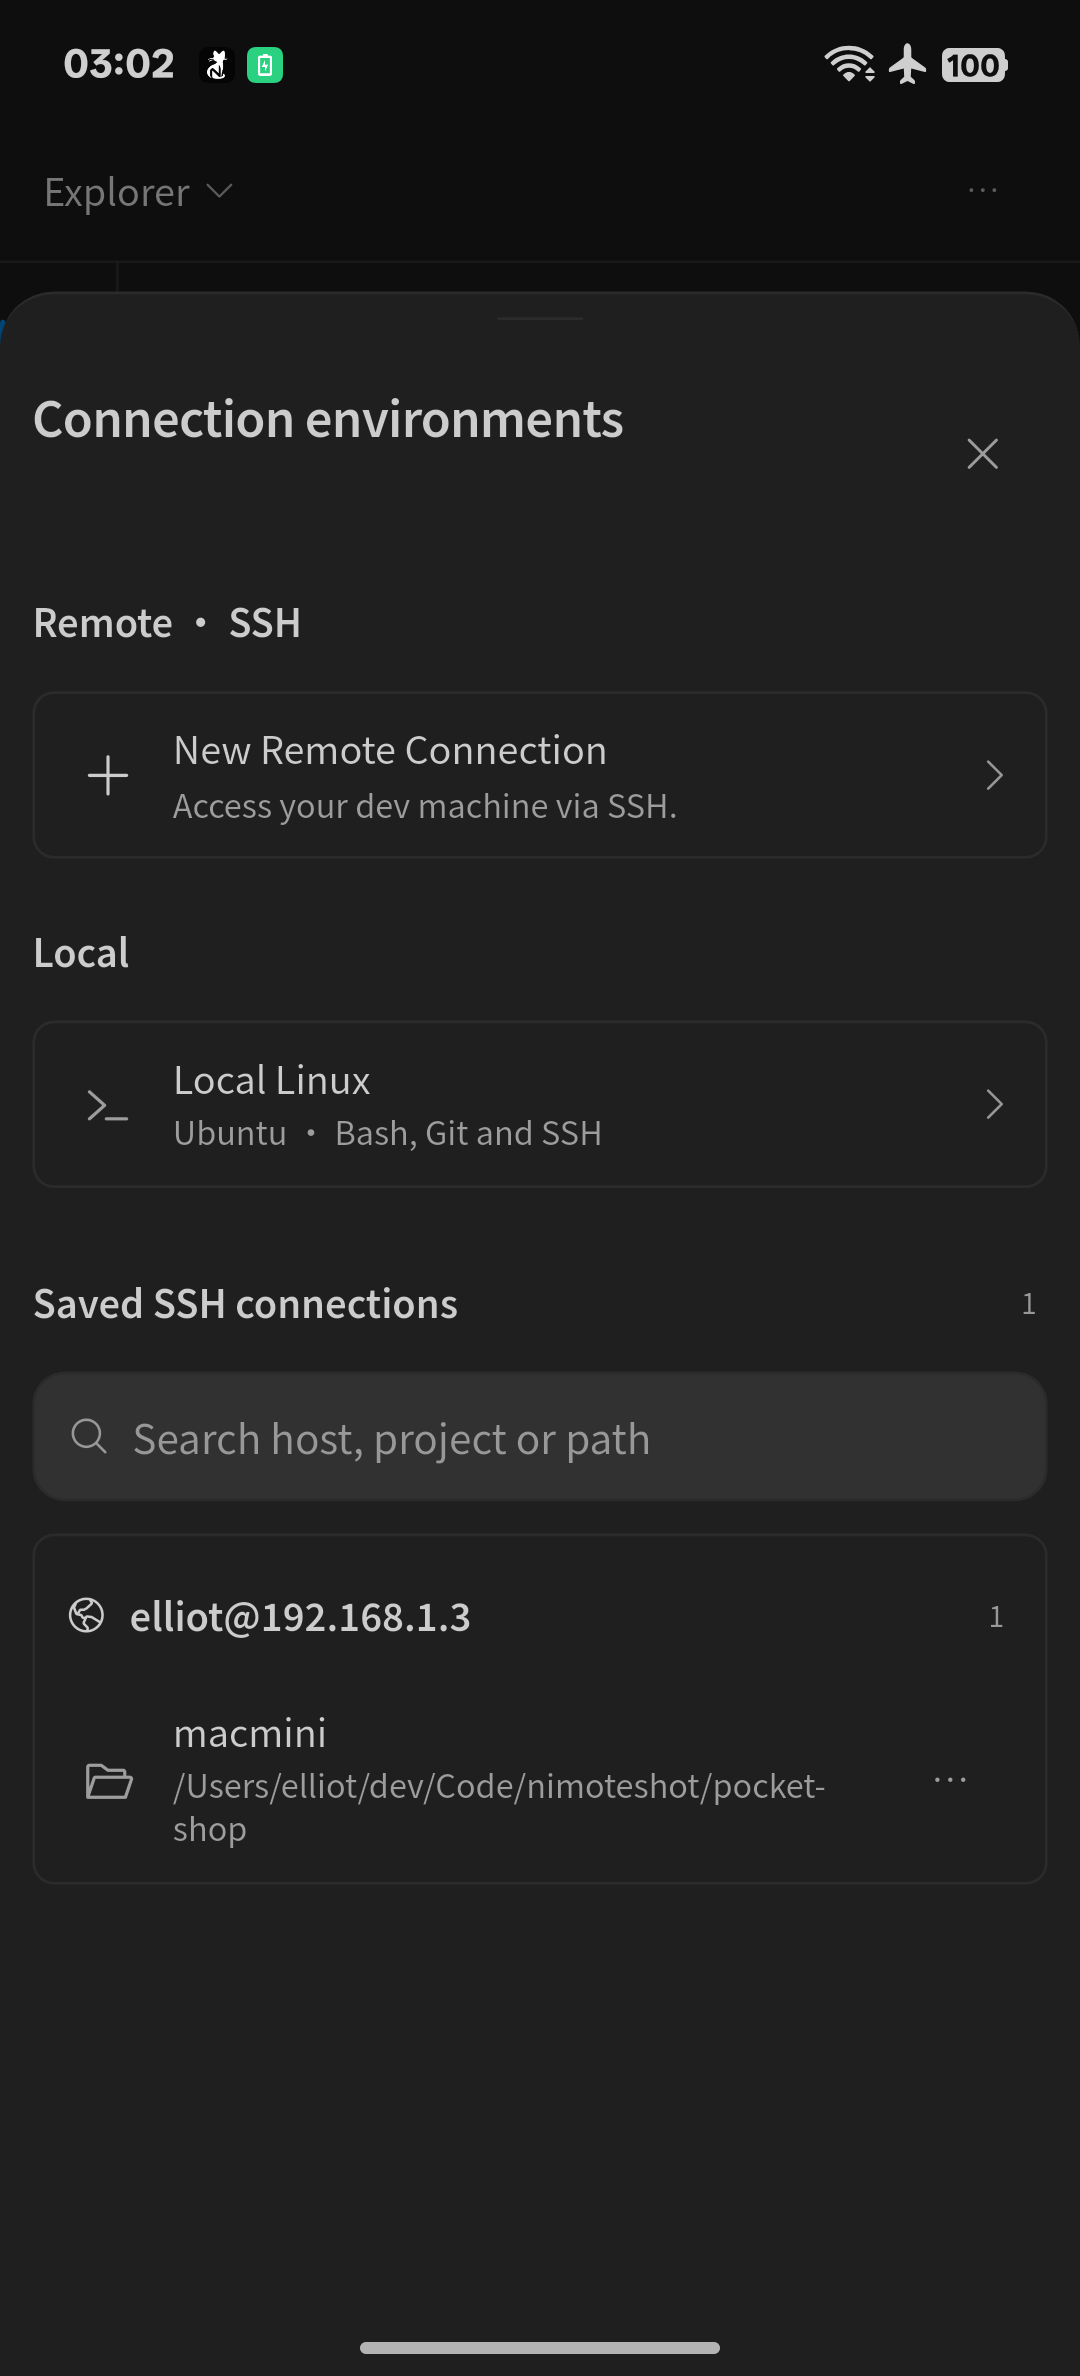 03:02
100
Explorer
Connection environments
Remote • SSH
New Remote Connection
Access your dev machine via SSH.
Local
Local Linux
Ubuntu • Bash, Git and SSH
Saved SSH connections 1
Search host, project or path
elliot@192.168.1.3 1
macmini
/Users/elliot/dev/Code/nimoteshot/pocket-
shop